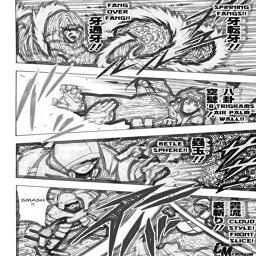 SPINNING
FANGS!!
牙転牙!!
FANG
OVER
FANG!!
牙通牙!!
八卦
空壁
8 TRIGRAMS
AIR PALM
WALL!!
蟲玉!!
BETLE
SPHERE!!
雲流
表斬り!!
CLOUD
STYLE!
FRONT
SLICE!
SMASH
!!